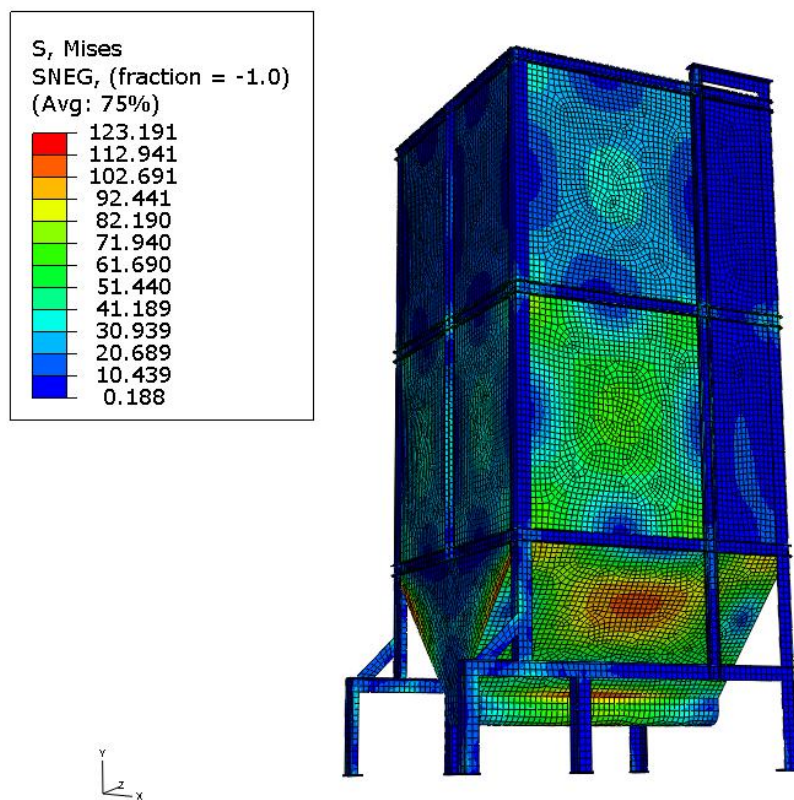 S, Mises
SNEG, (fraction = -1.0)
(Avg: 75%)
123.191
112.941
102.691
92.441
82.190
71.940
61.690
51.440
41.189
30.939
20.689
10.439
0.188
Y
Z
X